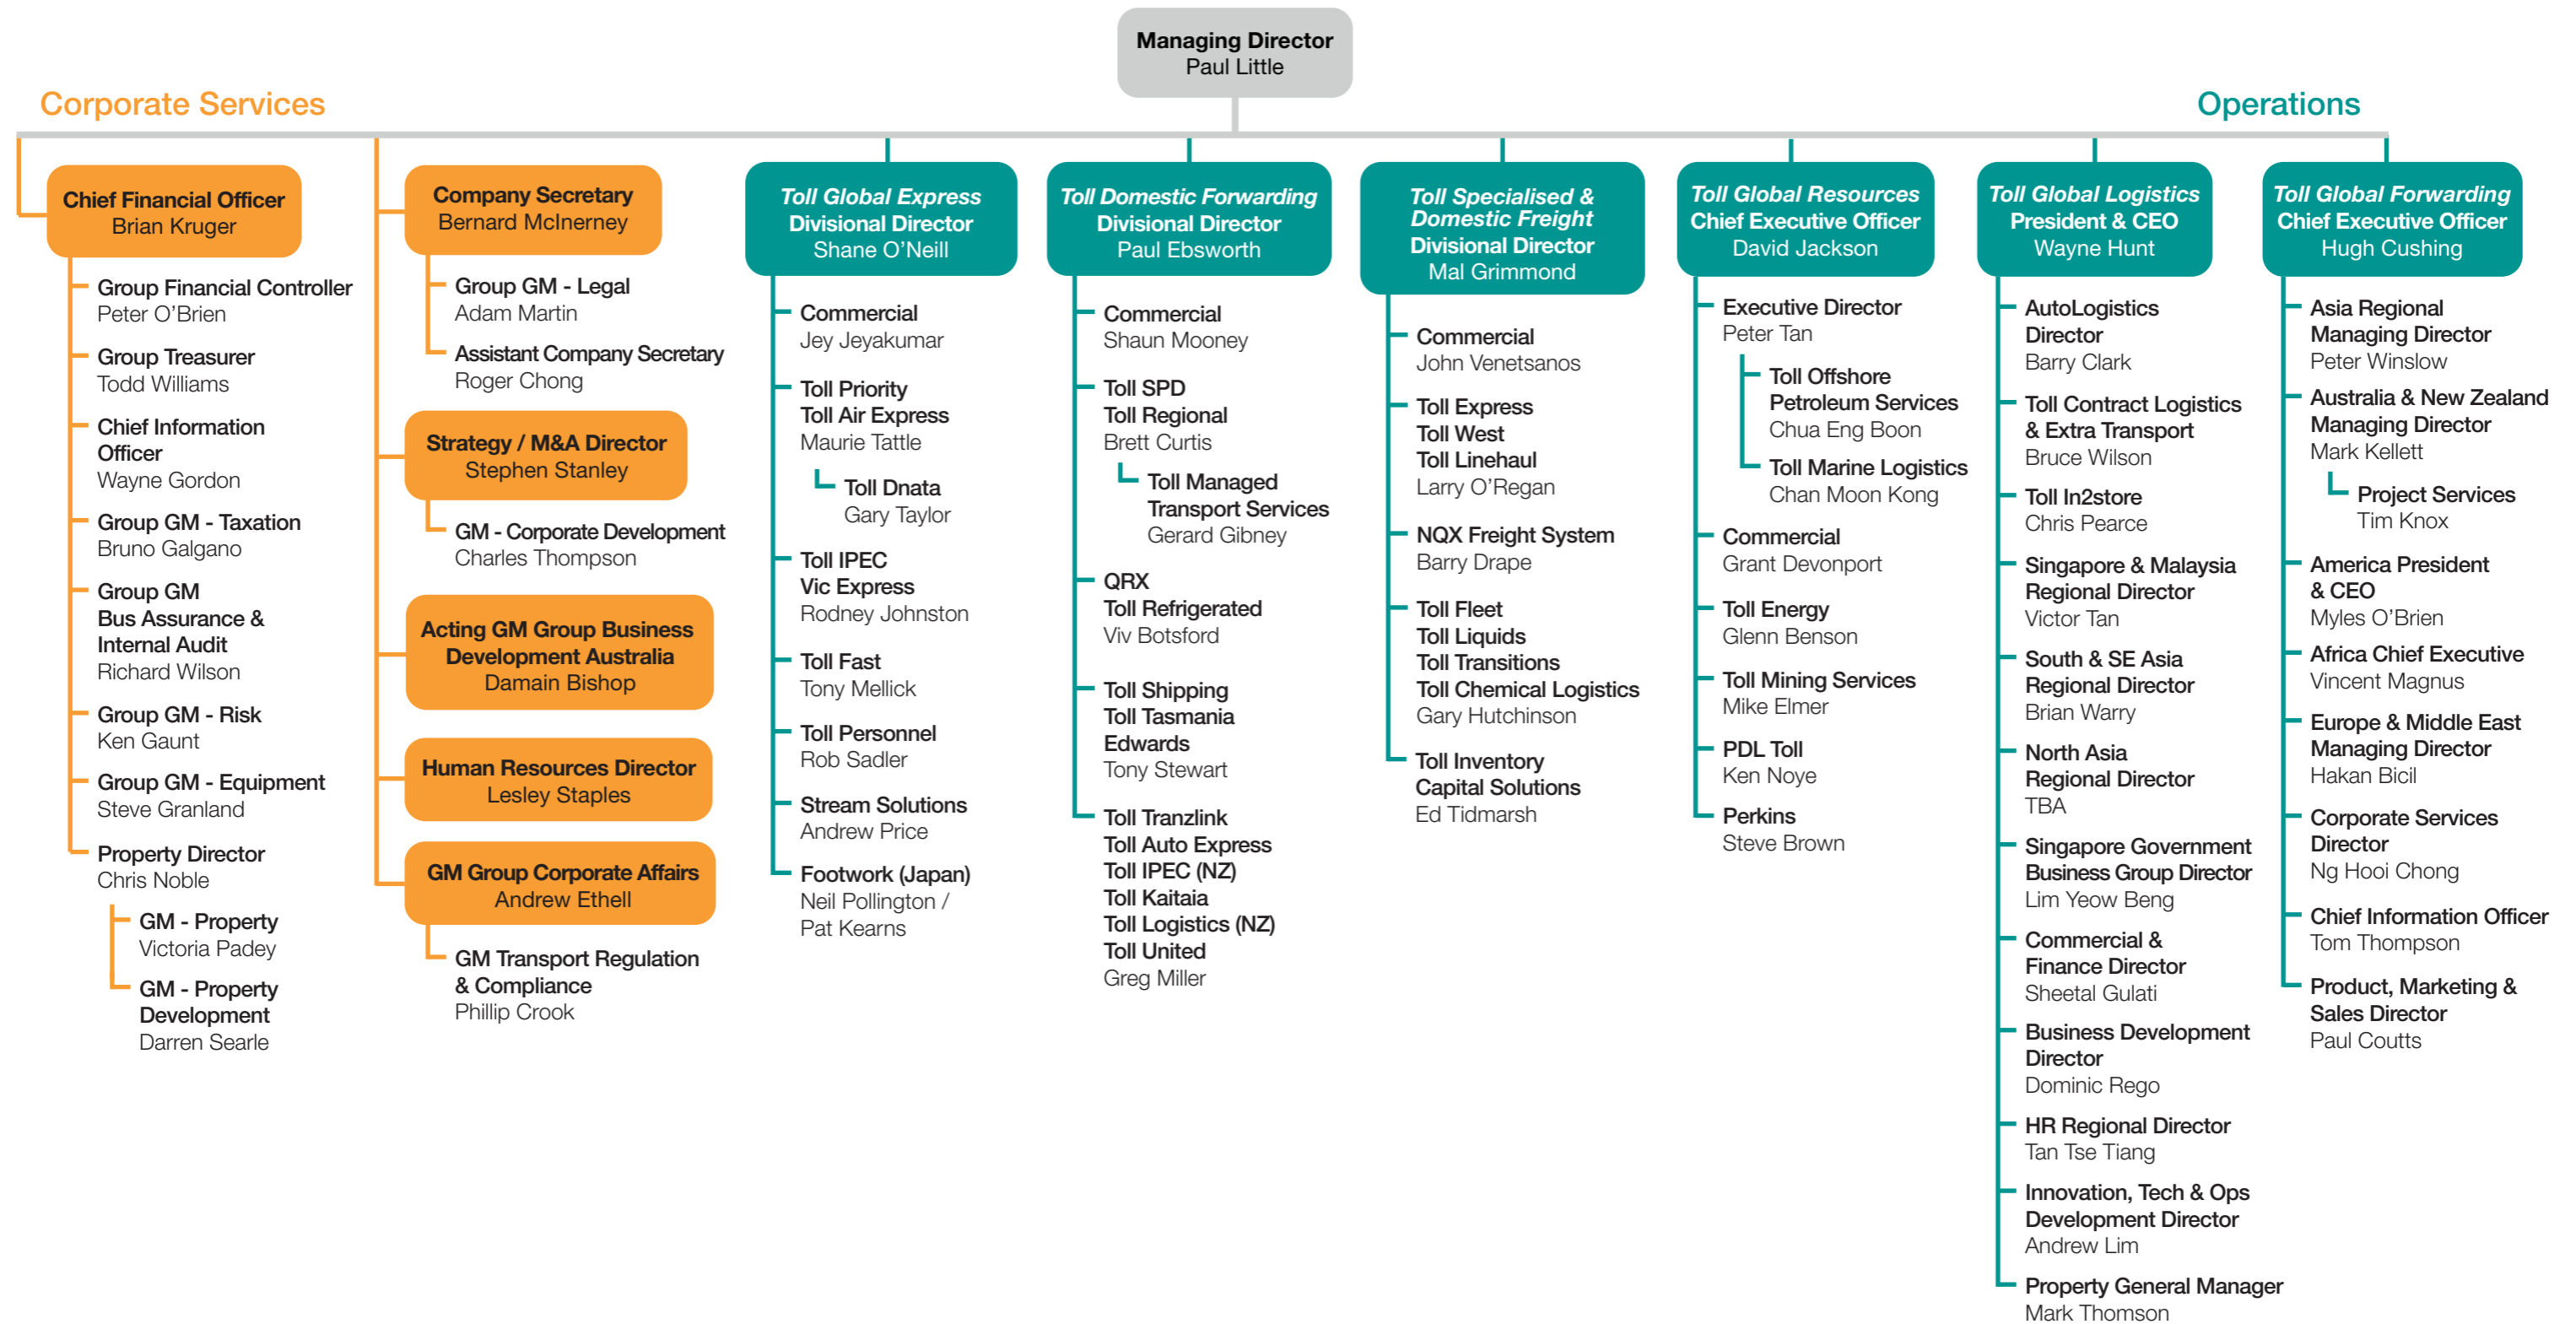 Managing Director
Paul Little
Corporate Services
Operations
Chief Financial Officer
Brian Kruger
Group Financial Controller
Peter O'Brien
Group Treasurer
Todd Williams
Chief Information
Officer
Wayne Gordon
Group GM - Taxation
Bruno Galgano
Group GM
Bus Assurance &
Internal Audit
Richard Wilson
Group GM - Risk
Ken Gaunt
Group GM - Equipment
Steve Granland
Property Director
Chris Noble
GM - Property
Victoria Padey
GM - Property
Development
Darren Searle
Company Secretary
Bernard McInerney
Group GM - Legal
Adam Martin
Assistant Company Secretary
Roger Chong
Strategy / M&A Director
Stephen Stanley
GM - Corporate Development
Charles Thompson
Acting GM Group Business
Development Australia
Damain Bishop
Human Resources Director
Lesley Staples
GM Group Corporate Affairs
Andrew Ethell
GM Transport Regulation
& Compliance
Phillip Crook
Toll Global Express
Divisional Director
Shane O'Neill
Commercial
Jey Jeyakumar
Toll Priority
Toll Air Express
Maurie Tattle
Toll Dnata
Gary Taylor
Toll IPEC
Vic Express
Rodney Johnston
Toll Fast
Tony Mellick
Toll Personnel
Rob Sadler
Stream Solutions
Andrew Price
Footwork (Japan)
Neil Pollington /
Pat Kearns
Toll Domestic Forwarding
Divisional Director
Paul Ebsworth
Commercial
Shaun Mooney
Toll SPD
Toll Regional
Brett Curtis
Toll Managed
Transport Services
Gerard Gibney
QRX
Toll Refrigerated
Viv Botsford
Toll Shipping
Toll Tasmania
Edwards
Tony Stewart
Toll Tranzlink
Toll Auto Express
Toll IPEC (NZ)
Toll Kaitaia
Toll Logistics (NZ)
Toll United
Greg Miller
Toll Specialised &
Domestic Freight
Divisional Director
Mal Grimmond
Commercial
John Venetsanos
Toll Express
Toll West
Toll Linehaul
Larry O'Regan
NQX Freight System
Barry Drape
Toll Fleet
Toll Liquids
Toll Transitions
Toll Chemical Logistics
Gary Hutchinson
Toll Inventory
Capital Solutions
Ed Tidmarsh
Toll Global Resources
Chief Executive Officer
David Jackson
Executive Director
Peter Tan
Toll Offshore
Petroleum Services
Chua Eng Boon
Toll Marine Logistics
Chan Moon Kong
Commercial
Grant Devonport
Toll Energy
Glenn Benson
Toll Mining Services
Mike Elmer
PDL Toll
Ken Noye
Perkins
Steve Brown
Toll Global Logistics
President & CEO
Wayne Hunt
AutoLogistics
Director
Barry Clark
Toll Contract Logistics
& Extra Transport
Bruce Wilson
Toll In2store
Chris Pearce
Singapore & Malaysia
Regional Director
Victor Tan
South & SE Asia
Regional Director
Brian Warry
North Asia
Regional Director
TBA
Singapore Government
Business Group Director
Lim Yeow Beng
Commercial &
Finance Director
Sheetal Gulati
Business Development
Director
Dominic Rego
HR Regional Director
Tan Tse Tiang
Innovation, Tech & Ops
Development Director
Andrew Lim
Property General Manager
Mark Thomson
Toll Global Forwarding
Chief Executive Officer
Hugh Cushing
Asia Regional
Managing Director
Peter Winslow
Australia & New Zealand
Managing Director
Mark Kellett
Project Services
Tim Knox
America President
& CEO
Myles O'Brien
Africa Chief Executive
Vincent Magnus
Europe & Middle East
Managing Director
Hakan Bicil
Corporate Services
Director
Ng Hooi Chong
Chief Information Officer
Tom Thompson
Product, Marketing &
Sales Director
Paul Coutts